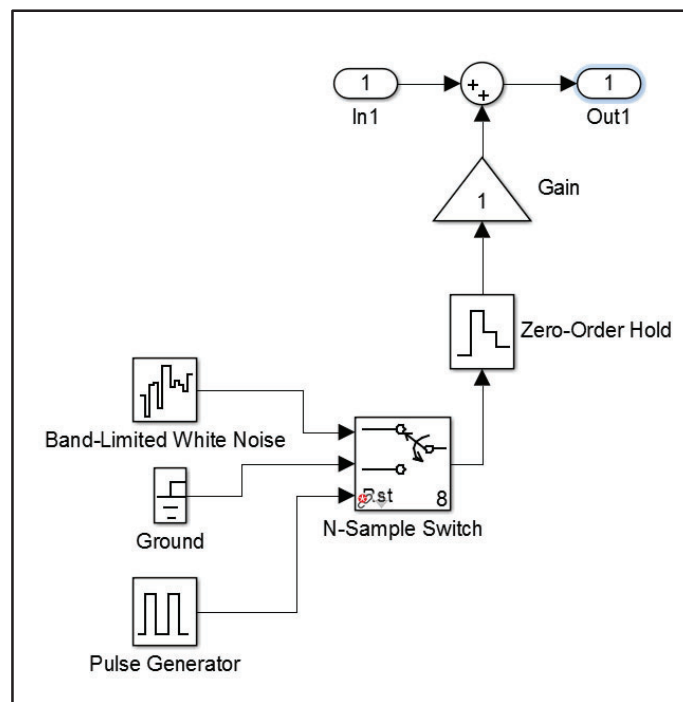 1
In1
++
1
Out1
1
Gain
Zero-Order Hold
Band-Limited White Noise
Rst
8
N-Sample Switch
Ground
Pulse Generator